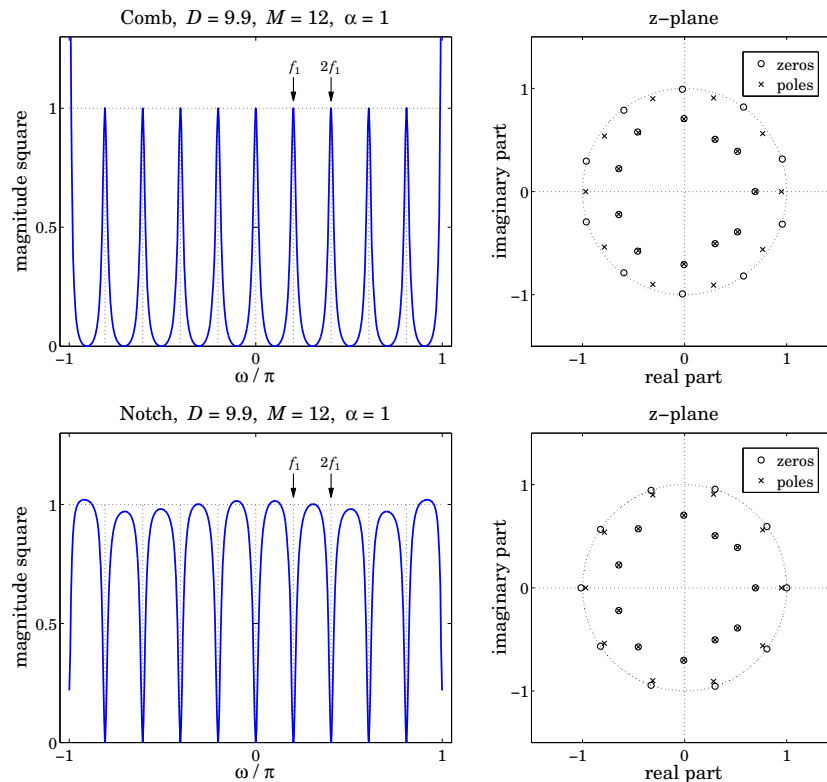 Comb, D = 9.9, M = 12, α = 1
magnitude square
1
0.5
0
f₁ 2f₁
−1 0 1
ω / π
z−plane
imaginary part
1
0
−1
zeros
poles
−1 0 1
real part
Notch, D = 9.9, M = 12, α = 1
magnitude square
1
0.5
0
f₁ 2f₁
−1 0 1
ω / π
z−plane
imaginary part
1
0
−1
zeros
poles
−1 0 1
real part